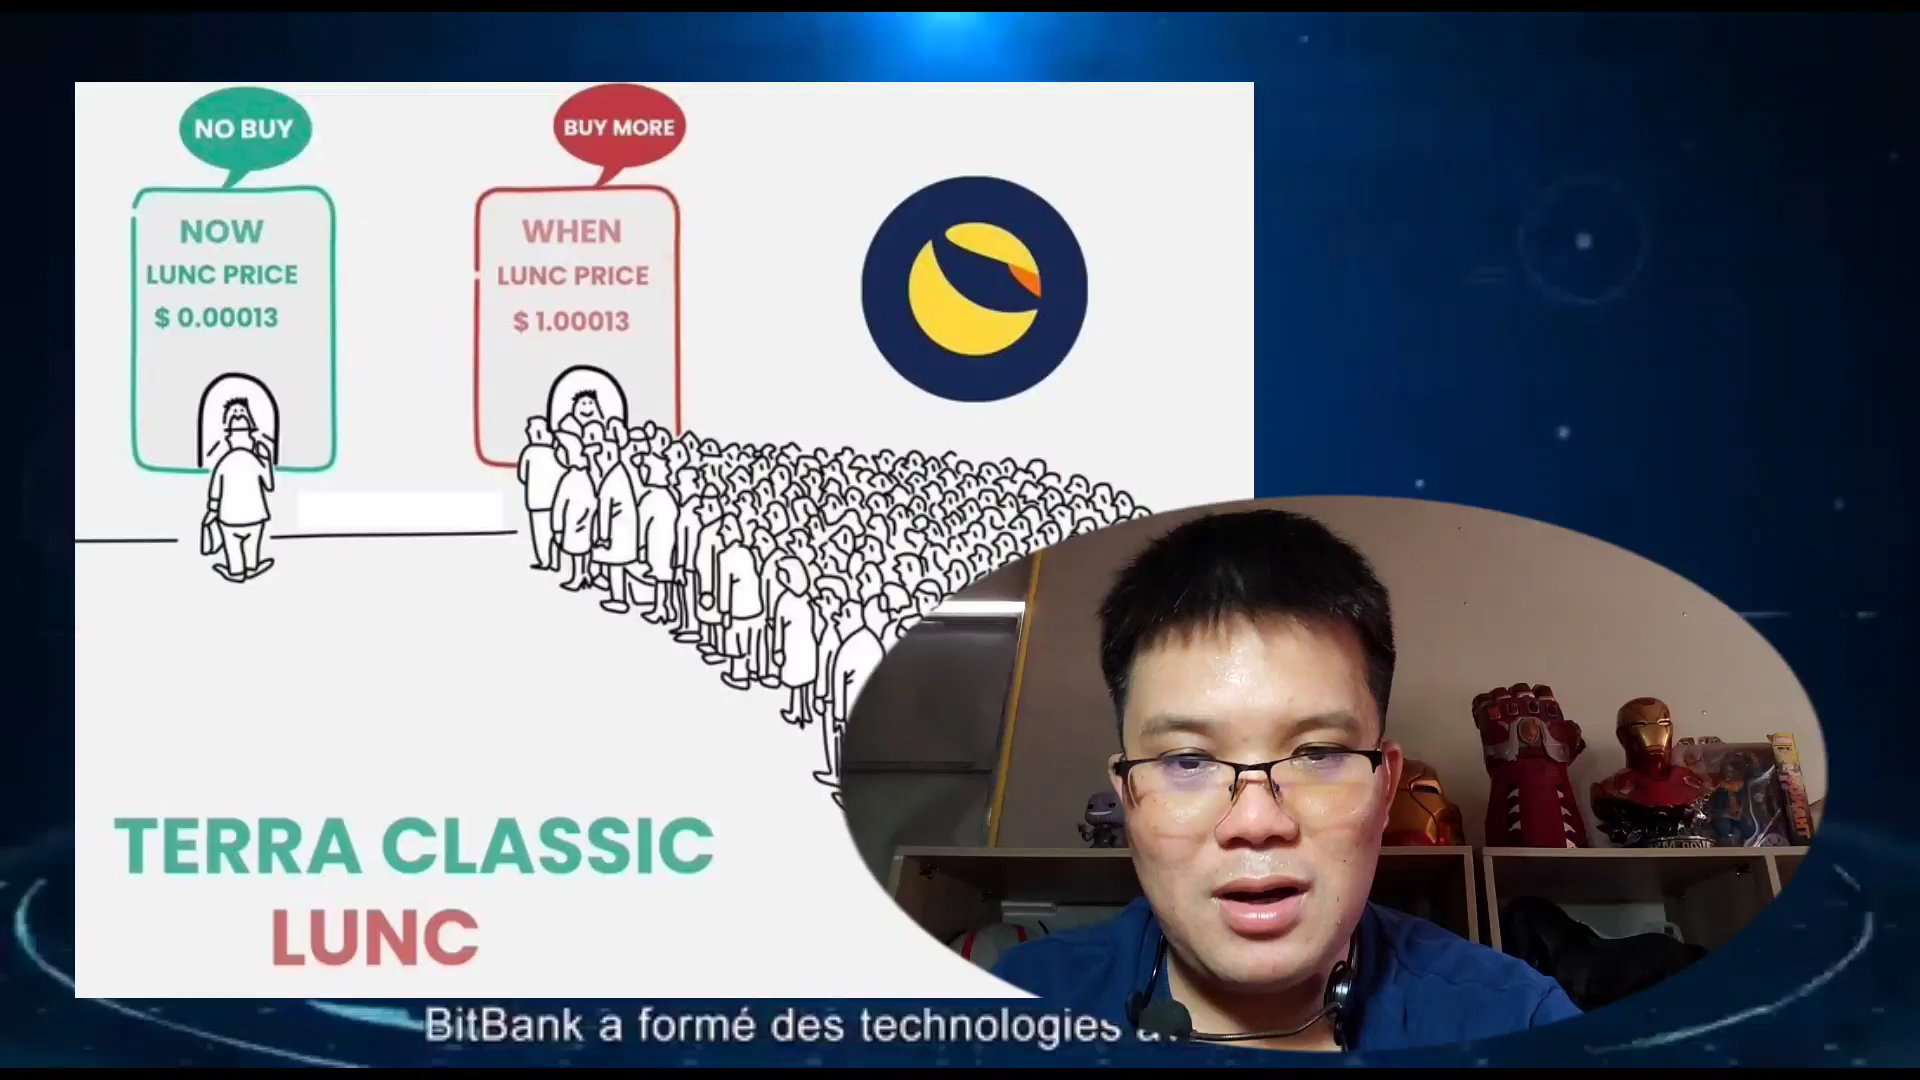 NO BUY
BUY MORE
NOW
LUNC PRICE
$ 0.00013
WHEN
LUNC PRICE
$ 1.00013
TERRA CLASSIC
LUNC
BitBank a formé des technologies